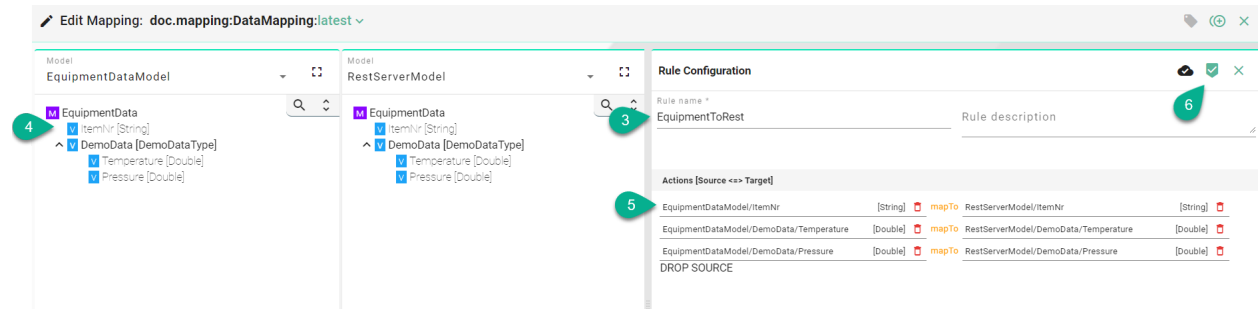 Edit Mapping: doc.mapping:DataMapping:latest
Model
EquipmentDataModel
M EquipmentData
4
V ItemNr [String]
V DemoData [DemoDataType]
V Temperature [Double]
V Pressure [Double]
Model
RestServerModel
M EquipmentData
V ItemNr [String]
V DemoData [DemoDataType]
V Temperature [Double]
V Pressure [Double]
Rule Configuration
6
Rule name *
3
EquipmentToRest
Rule description
Actions [Source <=> Target]
5
EquipmentDataModel/ItemNr [String] mapTo RestServerModel/ItemNr [String]
EquipmentDataModel/DemoData/Temperature [Double] mapTo RestServerModel/DemoData/Temperature [Double]
EquipmentDataModel/DemoData/Pressure [Double] mapTo RestServerModel/DemoData/Pressure [Double]
DROP SOURCE